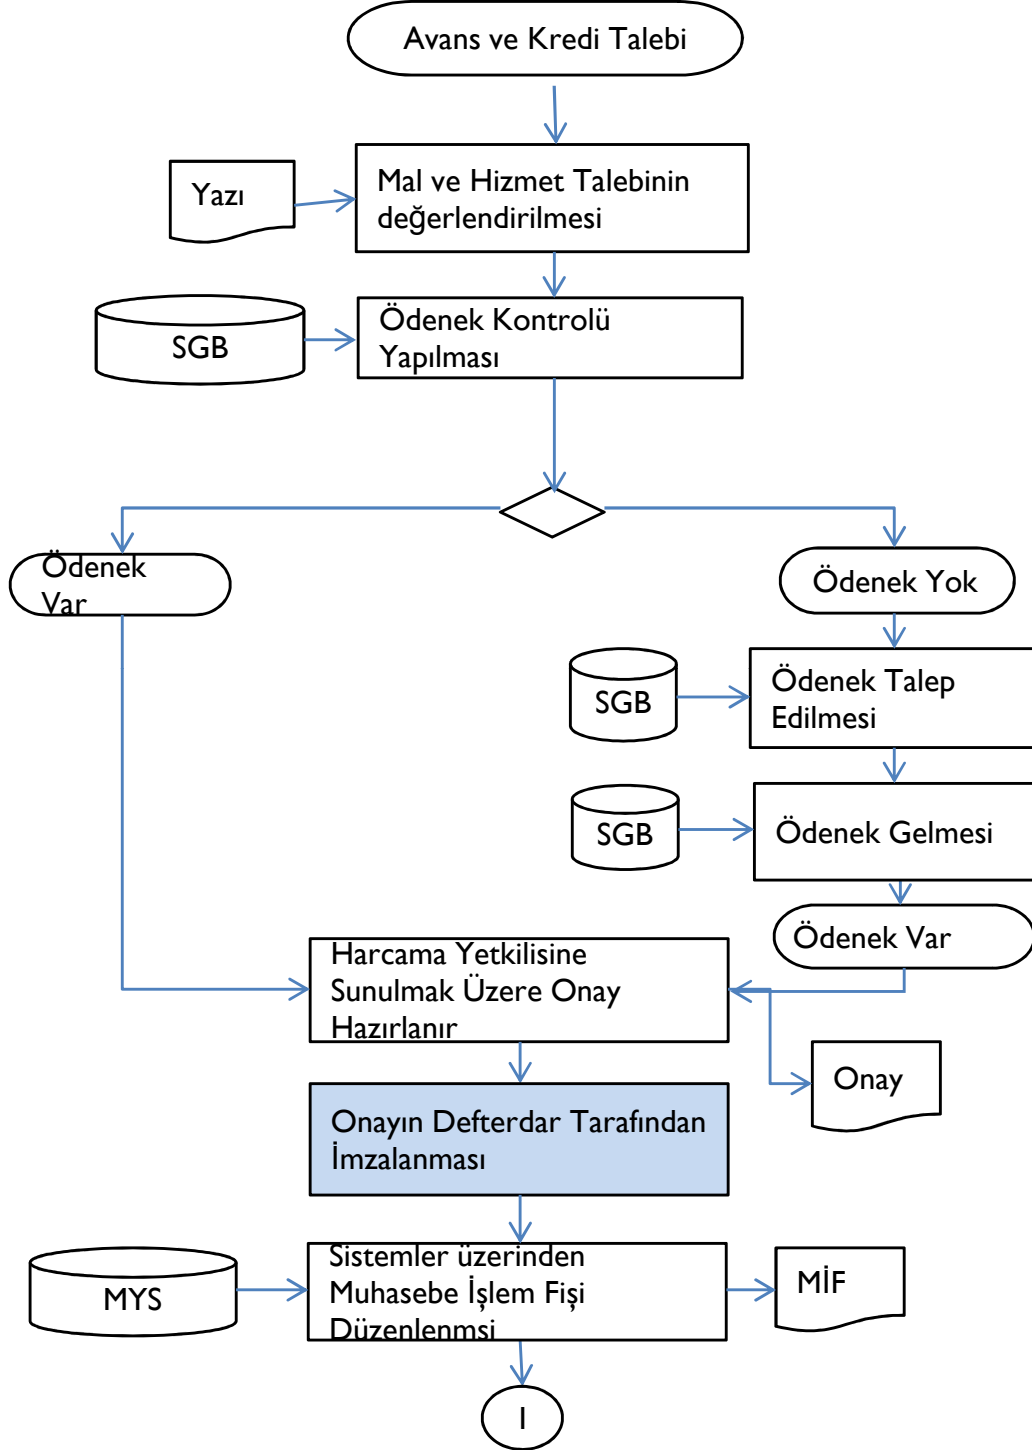 Avans ve Kredi Talebi
Yazı
Mal ve Hizmet Talebinin
değerlendirilmesi
SGB
Ödenek Kontrolü
Yapılması
Ödenek
Var
Ödenek Yok
SGB
Ödenek Talep
Edilmesi
SGB
Ödenek Gelmesi
Ödenek Var
Harcama Yetkilisine
Sunulmak Üzere Onay
Hazırlanır
Onay
Onayın Defterdar Tarafından
İmzalanması
MYS
Sistemler üzerinden
Muhasebe İşlem Fişi
Düzenlenmsi
MİF
I